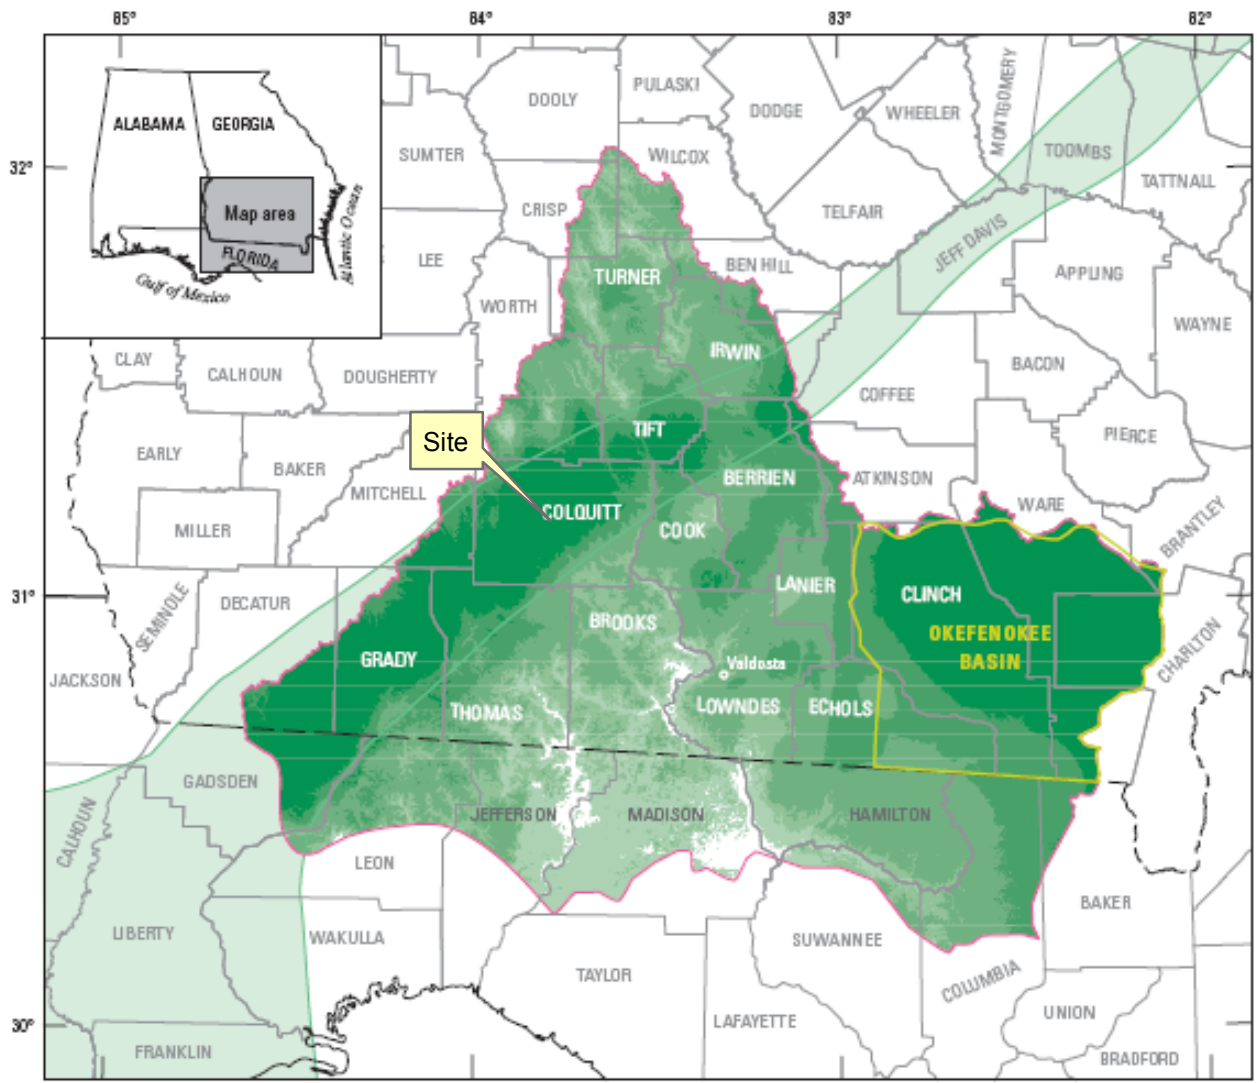 85°
84°
83°
82°
32°
31°
30°
ALABAMA
GEORGIA
Map area
FLORIDA
Gulf of Mexico
Atlantic Ocean
DOOLY
PULASKI
DODGE
WHEELER
MONTGOMERY
TOOMBS
TATTNALL
SUMTER
WILCOX
CRISP
TELFAIR
JEFF DAVIS
APPLING
LEE
TURNER
BEN HILL
WORTH
WAYNE
CLAY
CALHOUN
DOUGHERTY
IRWIN
BACON
COFFEE
Site
TIFT
EARLY
BAKER
MITCHELL
BERRIEN
ATKINSON
PIERCE
MILLER
COLQUITT
COOK
WARE
BRANTLEY
SEMINOLE
DECATUR
LANIER
CLINCH
BROOKS
OKEFENOKEE
BASIN
CHARLTON
GRADY
Valdosta
JACKSON
THOMAS
LOWNDES
ECHOLS
GADSDEN
CALHOUN
JEFFERSON
MADISON
HAMILTON
LEON
BAKER
LIBERTY
WAKULLA
SUWANNEE
TAYLOR
COLUMBIA
LAFAYETTE
UNION
FRANKLIN
BRADFORD